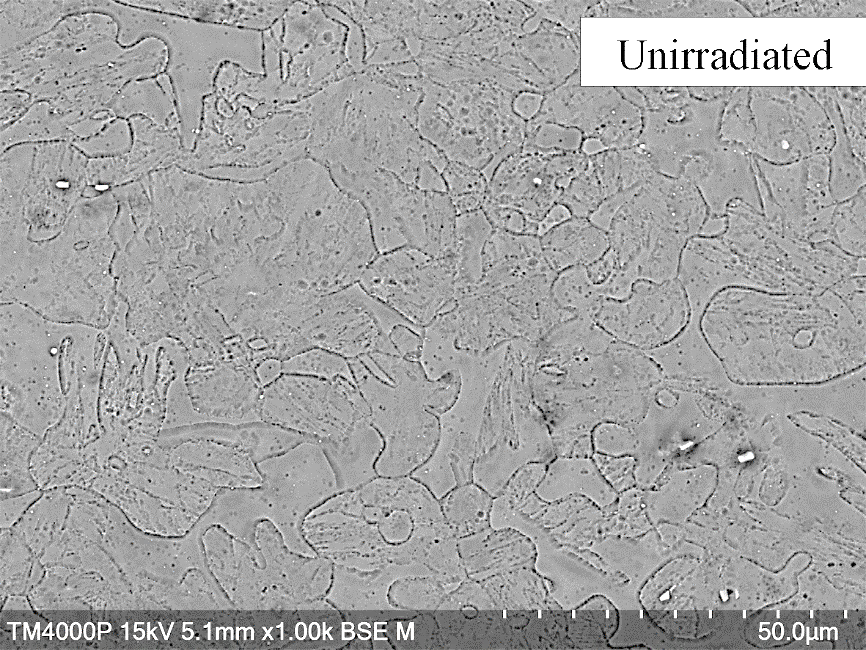 Unirradiated
TM4000P 15kV 5.1mm x1.00k BSE M
50.0µm